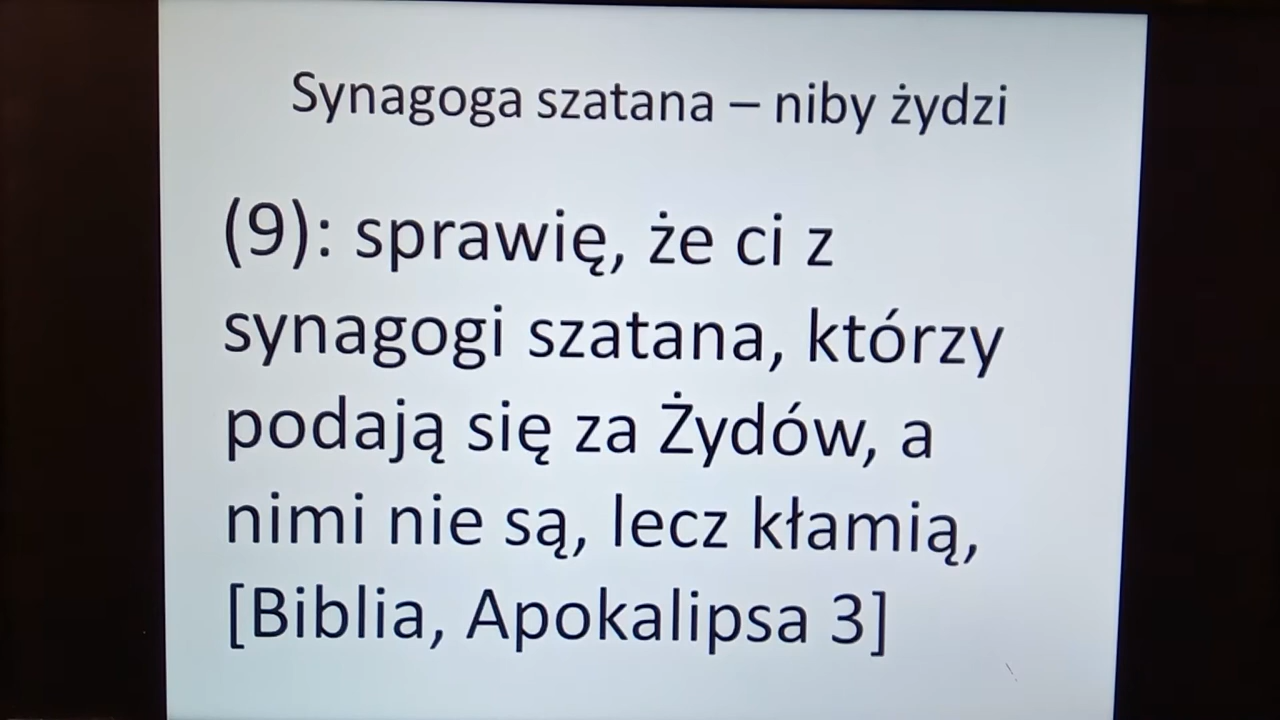 Synagoga szatana – niby żydzi
(9): sprawię, że ci z
synagogi szatana, którzy
podają się za Żydów, a
nimi nie są, lecz kłamią,
[Biblia, Apokalipsa 3]